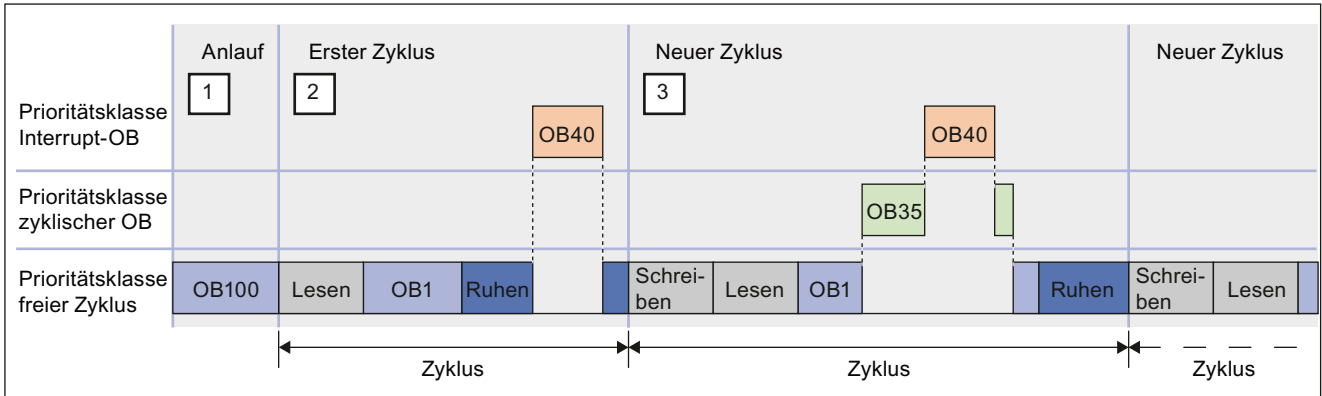 Anlauf
Erster Zyklus
Neuer Zyklus
Neuer Zyklus
1
2
3
Prioritätsklasse
Interrupt-OB
OB40
OB40
Prioritätsklasse
zyklischer OB
OB35
Prioritätsklasse
freier Zyklus
OB100
Lesen
OB1
Ruhen
Schrei-
ben
Lesen
OB1
Ruhen
Schrei-
ben
Lesen
Zyklus
Zyklus
Zyklus